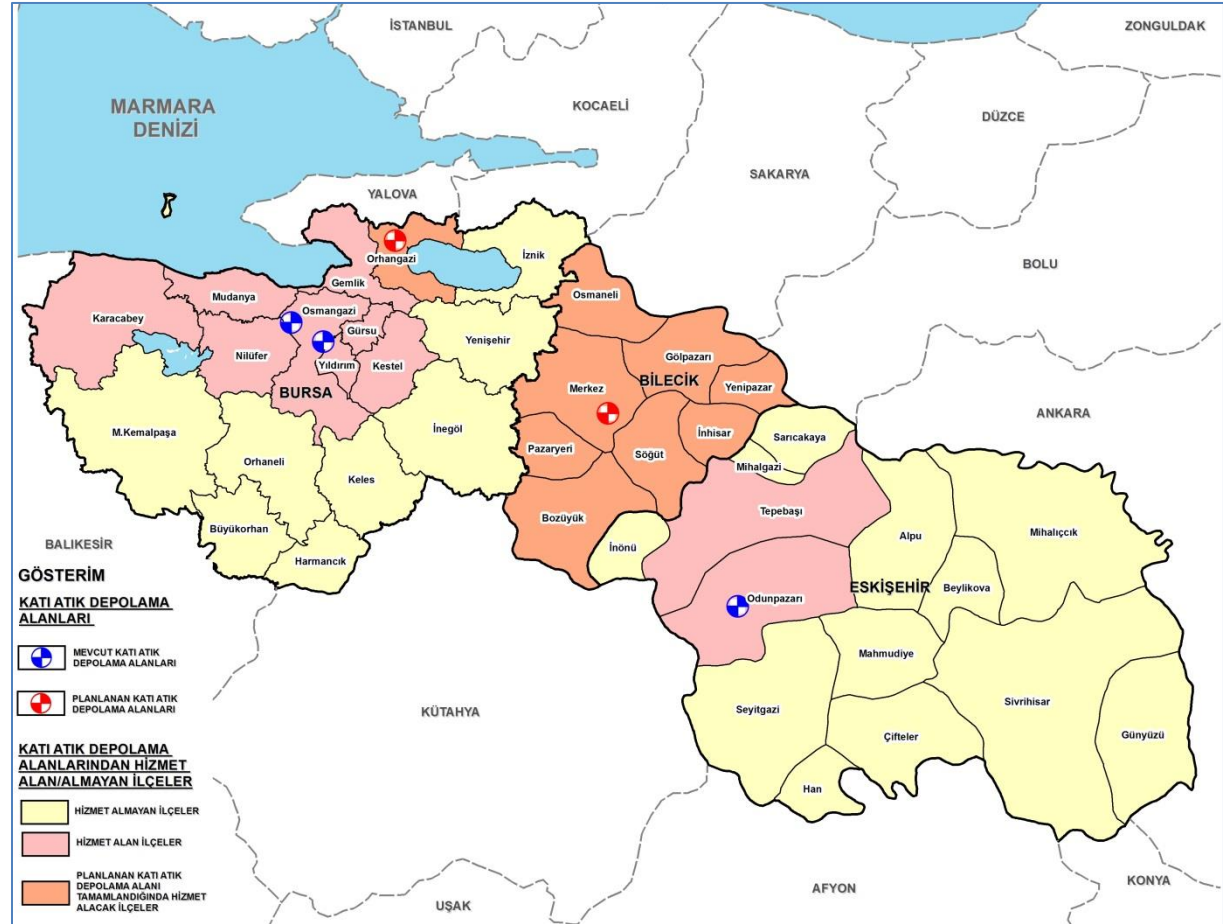 İSTANBUL
ZONGULDAK
MARMARA
DENİZİ
KOCAELİ
DÜZCE
SAKARYA
YALOVA
BOLU
Orhangazi
İznik
Gemlik
Osmaneli
Mudanya
Osmangazi
Karacabey
Gürsu
Yenişehir
Nilüfer
Yıldırım
Kestel
Gölpazarı
BURSA
Merkez
BİLECİK
Yenipazar
ANKARA
M.Kemalpaşa
İnegöl
Pazaryeri
Söğüt
İnhisar
Sarıcakaya
Orhaneli
Keles
Mihalgazi
Tepebaşı
Bozüyük
Büyükorhan
Alpu
Mihalıççık
BALIKESİR
Harmancık
İnönü
ESKİŞEHİR
Beylikova
Odunpazarı
Mahmudiye
Seyitgazi
Sivrihisar
KÜTAHYA
Çifteler
Günyüzü
Han
AFYON
KONYA
UŞAK
GÖSTERİM
KATI ATIK DEPOLAMA
ALANLARI
MEVCUT KATI ATIK
DEPOLAMA ALANLARI
PLANLANAN KATI ATIK
DEPOLAMA ALANLARI
KATI ATIK DEPOLAMA
ALANLARINDAN HİZMET
ALAN/ALMAYAN İLÇELER
HİZMET ALMAYAN İLÇELER
HİZMET ALAN İLÇELER
PLANLANAN KATI ATIK
DEPOLAMA ALANI
TAMAMLANDIĞINDA HİZMET
ALACAK İLÇELER